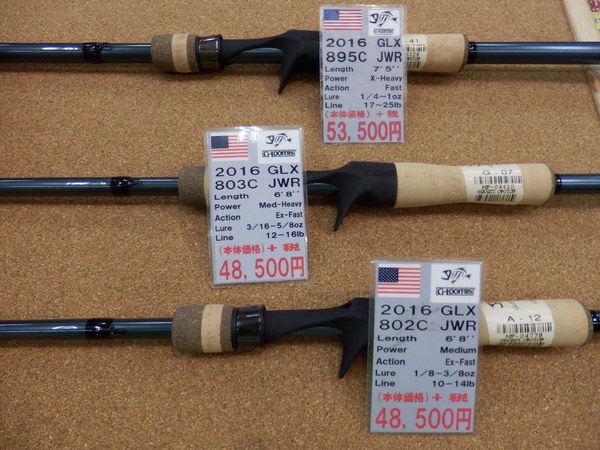 2016 GLX
895C JWR
Length 7'5''
Power X-Heavy
Action Fast
Lure 1/4~1oz
Line 17~25lb
(本体価格)+税
53,500円
41
G.Loomis
2016 GLX
803C JWR
Length 6'8''
Power Med-Heavy
Action Ex-Fast
Lure 3/16-5/8oz
Line 12-16lb
(本体価格)+税
48,500円
G-07
G.Loomis
2016 GLX
802C JWR
Length 6'8''
Power Medium
Action Ex-Fast
Lure 1/8-3/8oz
Line 10-14lb
(本体価格)+税
48,500円
A-12